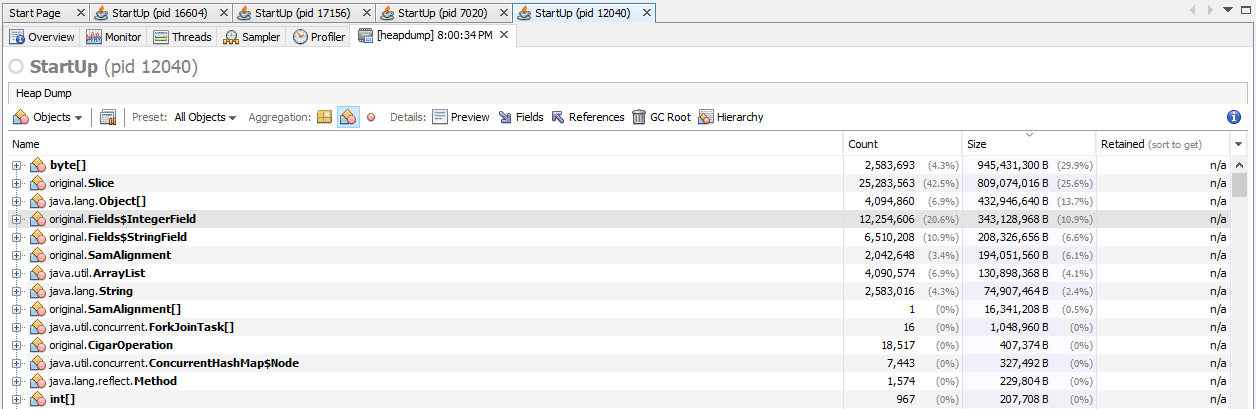 Start Page StartUp (pid 16604) StartUp (pid 17156) StartUp (pid 7020) StartUp (pid 12040)
Overview Monitor Threads Sampler Profiler [heapdump] 8:00:34 PM
StartUp (pid 12040)
Heap Dump
Objects Preset: All Objects Aggregation: Details: Preview Fields References GC Root Hierarchy
Name Count Size Retained (sort to get)
byte[] 2,583,693 (4.3%) 945,431,300 B (29.9%) n/a
original.Slice 25,283,563 (42.5%) 809,074,016 B (25.6%) n/a
java.lang.Object[] 4,094,860 (6.9%) 432,946,640 B (13.7%) n/a
original.Fields$IntegerField 12,254,606 (20.6%) 343,128,968 B (10.9%) n/a
original.Fields$StringField 6,510,208 (10.9%) 208,326,656 B (6.6%) n/a
original.SamAlignment 2,042,648 (3.4%) 194,051,560 B (6.1%) n/a
java.util.ArrayList 4,090,574 (6.9%) 130,898,368 B (4.1%) n/a
java.lang.String 2,583,016 (4.3%) 74,907,464 B (2.4%) n/a
original.SamAlignment[] 1 (0%) 16,341,208 B (0.5%) n/a
java.util.concurrent.ForkJoinTask[] 16 (0%) 1,048,960 B (0%) n/a
original.CigarOperation 18,517 (0%) 407,374 B (0%) n/a
java.util.concurrent.ConcurrentHashMap$Node 7,443 (0%) 327,492 B (0%) n/a
java.lang.reflect.Method 1,574 (0%) 229,804 B (0%) n/a
int[] 967 (0%) 207,708 B (0%) n/a